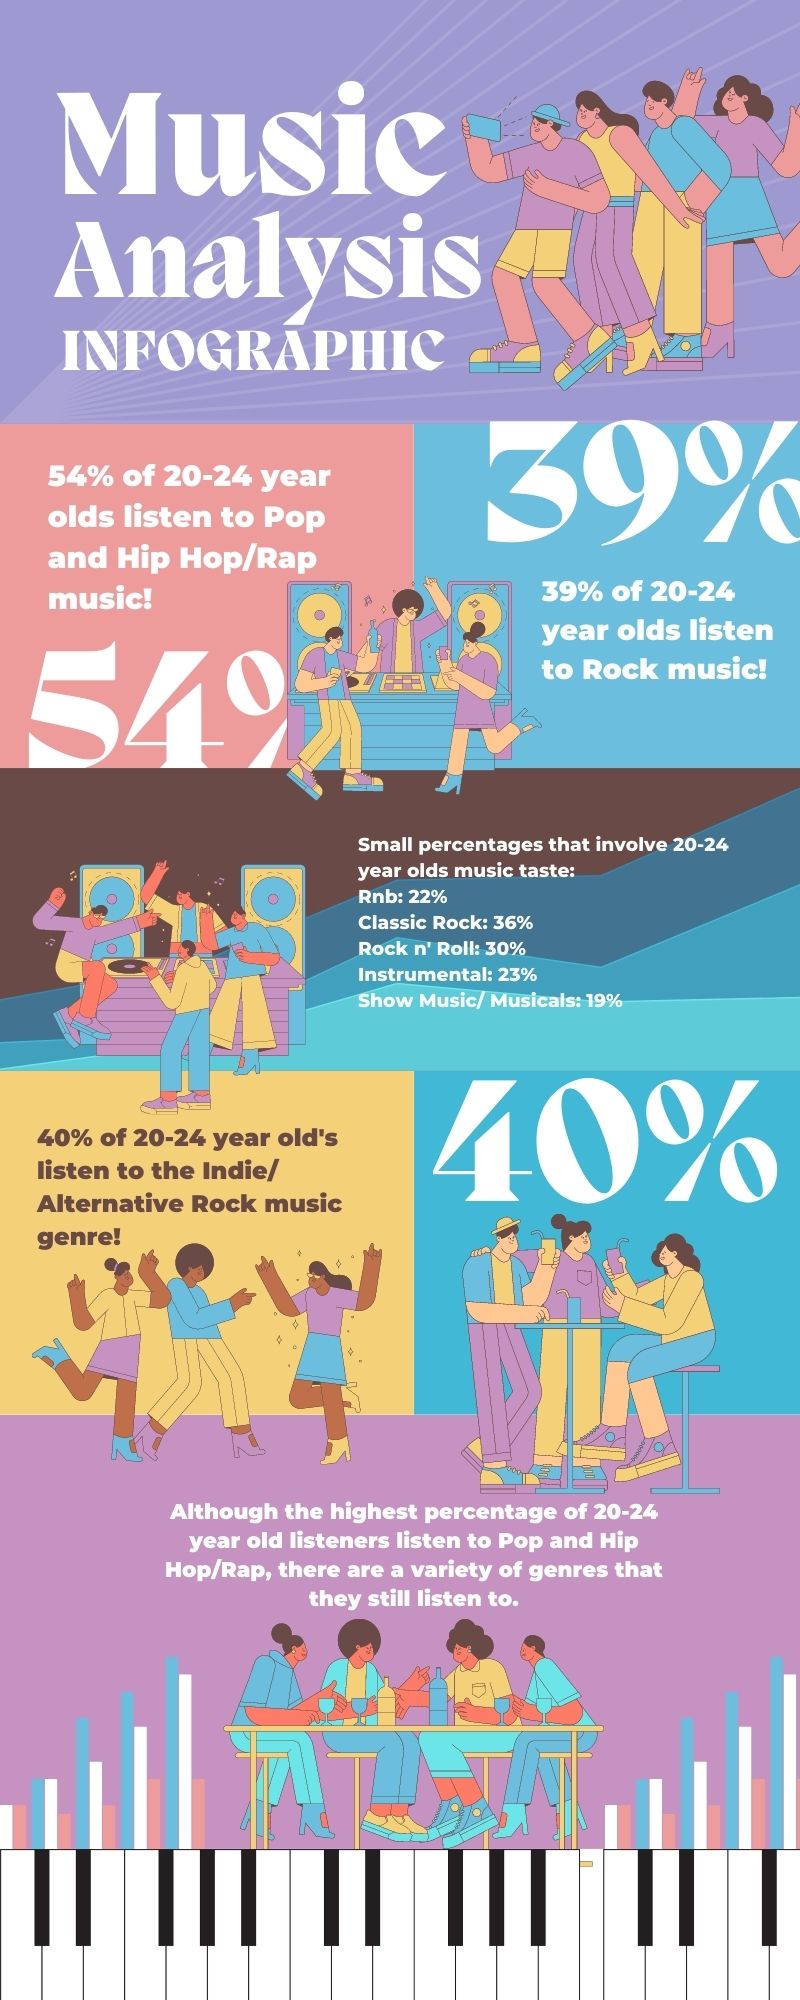 Music
Analysis
INFOGRAPHIC
54% of 20-24 year
olds listen to Pop
and Hip Hop/Rap
music!
54%
39%
39% of 20-24
year olds listen
to Rock music!
Small percentages that involve 20-24
year olds music taste:
Rnb: 22%
Classic Rock: 36%
Rock n' Roll: 30%
Instrumental: 23%
Show Music/ Musicals: 19%
40% of 20-24 year old's
listen to the Indie/
Alternative Rock music
genre!
40%
Although the highest percentage of 20-24
year old listeners listen to Pop and Hip
Hop/Rap, there are a variety of genres that
they still listen to.